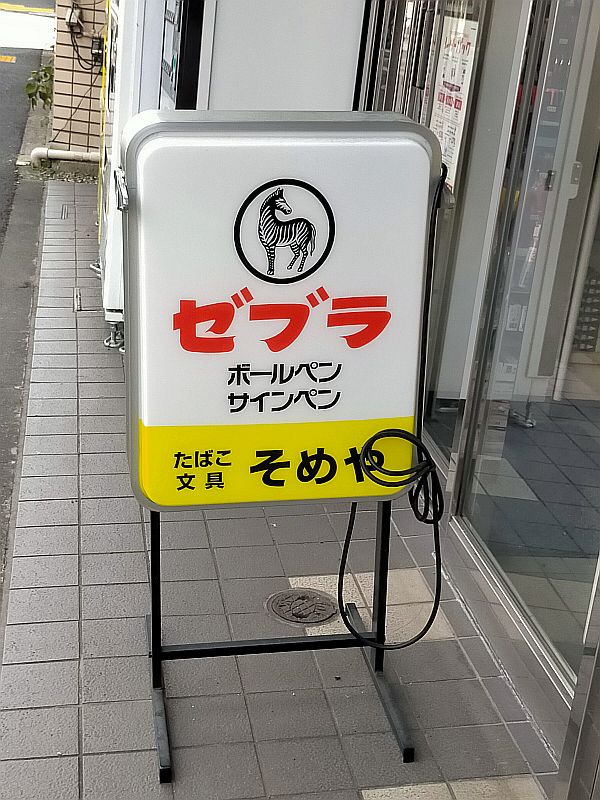 ゼブラ
ボールペン
サインペン
たばこ
文具
そめや